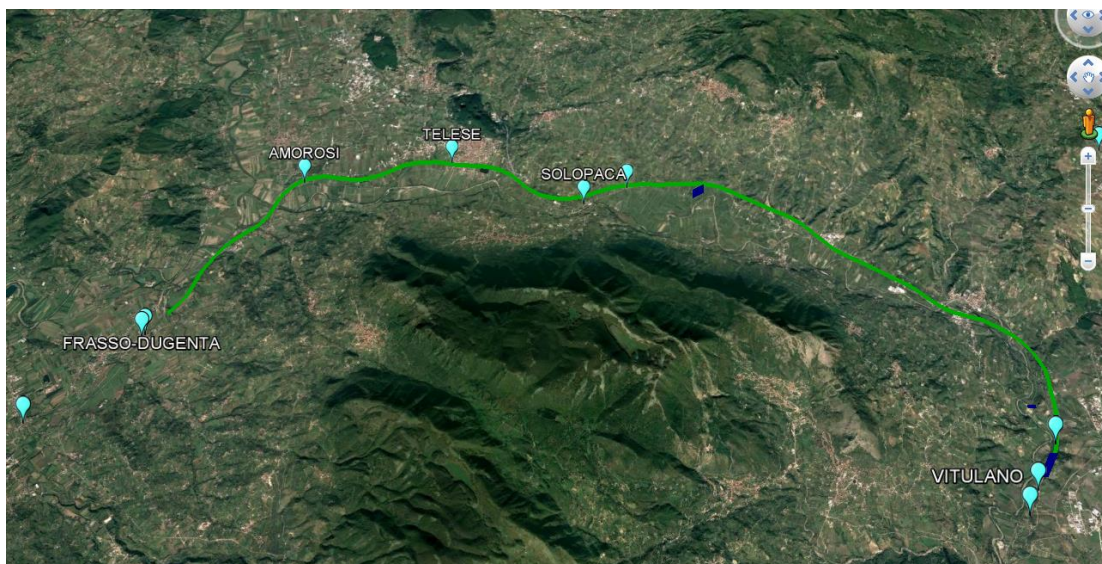 TELESE
AMOROSI
SOLOPACA
FRASSO-DUGENTA
VITULANO